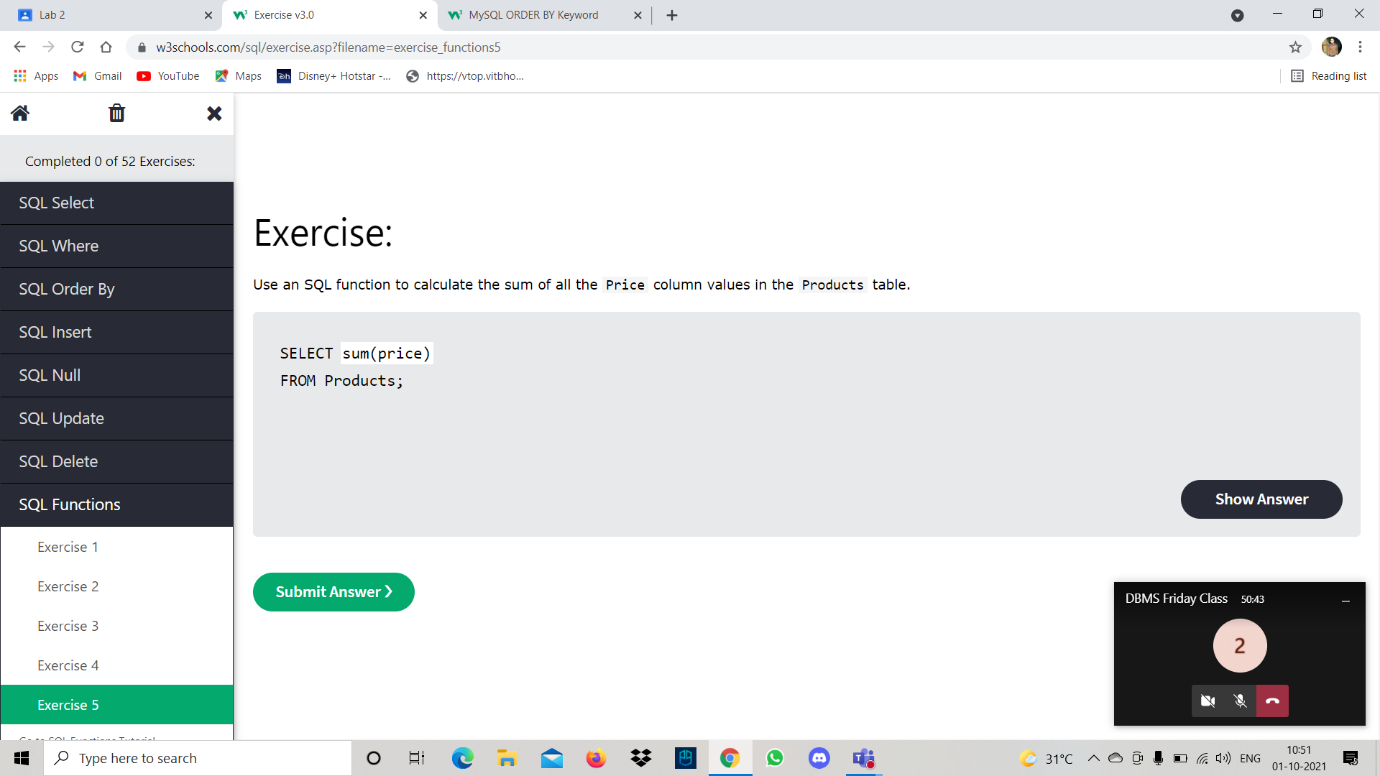 Lab 2
Exercise v3.0
MySQL ORDER BY Keyword
w3schools.com/sql/exercise.asp?filename=exercise_functions5
Apps
Gmail
YouTube
Maps
Disney+ Hotstar -...
https://vtop.vitbho...
Reading list
Completed 0 of 52 Exercises:
SQL Select
SQL Where
SQL Order By
SQL Insert
SQL Null
SQL Update
SQL Delete
SQL Functions
Exercise 1
Exercise 2
Exercise 3
Exercise 4
Exercise 5
Exercise:
Use an SQL function to calculate the sum of all the Price column values in the Products table.
SELECT sum(price)
FROM Products;
Show Answer
Submit Answer ❯
DBMS Friday Class 50:43
2
Type here to search
31°C
ENG
10:51
01-10-2021